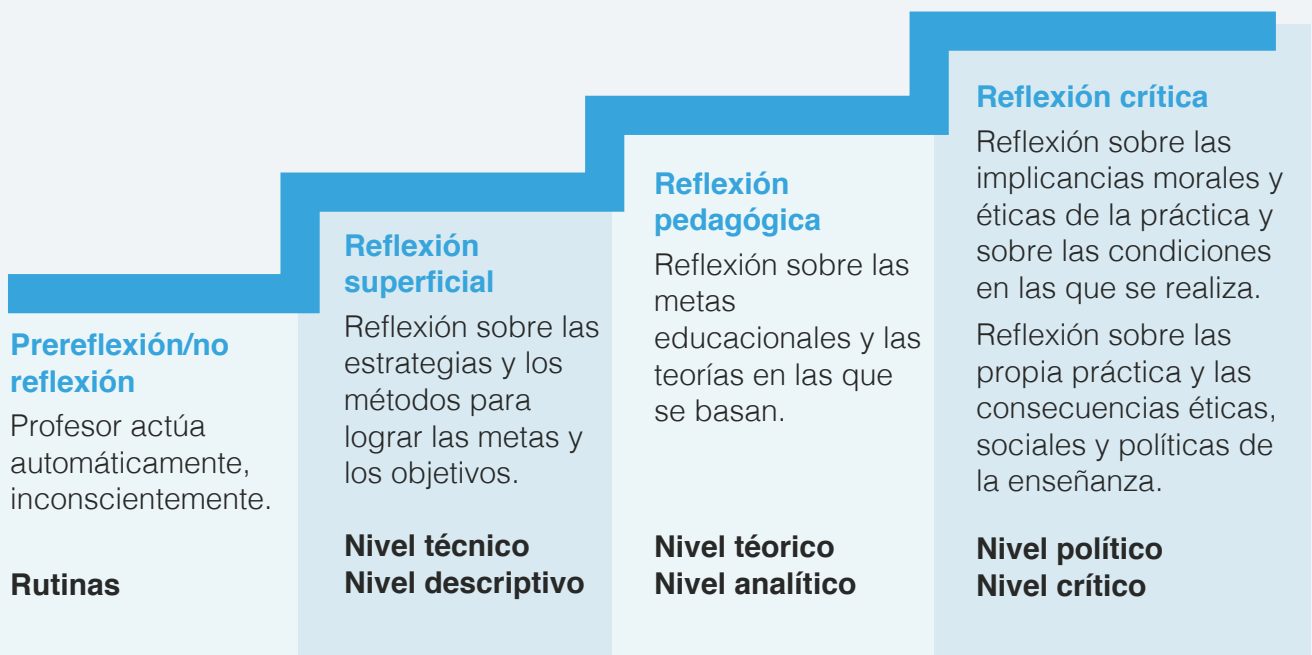 Prereflexión/no
reflexión
Profesor actúa
automáticamente,
inconscientemente.
Rutinas
Reflexión
superficial
Reflexión sobre las
estrategias y los
métodos para
lograr las metas y
los objetivos.
Nivel técnico
Nivel descriptivo
Reflexión
pedagógica
Reflexión sobre las
metas
educacionales y las
teorías en las que
se basan.
Nivel téorico
Nivel analítico
Reflexión crítica
Reflexión sobre las
implicancias morales y
éticas de la práctica y
sobre las condiciones
en las que se realiza.
Reflexión sobre las
propia práctica y las
consecuencias éticas,
sociales y políticas de
la enseñanza.
Nivel político
Nivel crítico